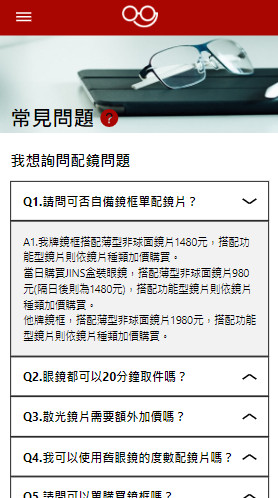 常見問題 ?
我想詢問配鏡問題
Q1.請問可否自備鏡框單配鏡片？
A1.我牌鏡框搭配薄型非球面鏡片1480元，搭配功
能型鏡片則依鏡片種類加價購買。
當日購買JINS盒裝眼鏡，搭配薄型非球面鏡片980
元(隔日後則為1480元)，搭配功能型鏡片則依鏡片
種類加價購買。
他牌鏡框，搭配薄型非球面鏡片1980元，搭配功能
型鏡片則依鏡片種類加價購買。
Q2.眼鏡都可以20分鐘取件嗎？
Q3.散光鏡片需要額外加價嗎？
Q4.我可以使用舊眼鏡的度數配鏡片嗎？
Q5.請問可以單購買鏡框嗎？